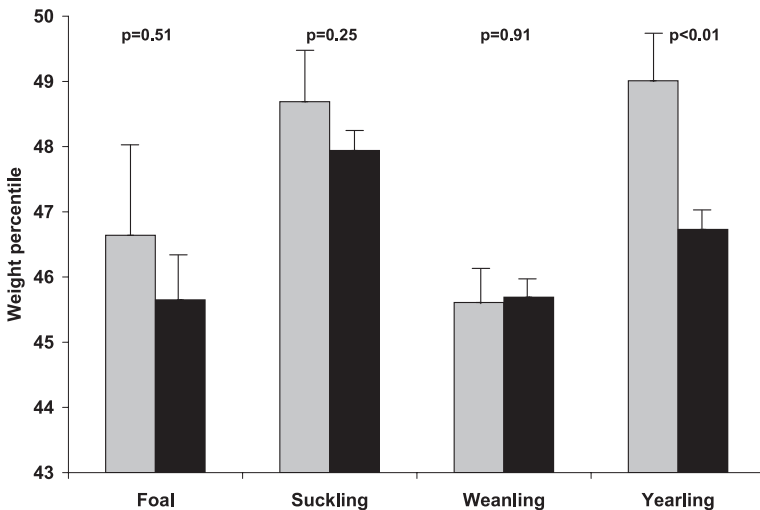 50
p=0.51 p=0.25 p=0.91 p<0.01
49
48
47
46
45
44
43
Weight percentile
Foal Suckling Weanling Yearling